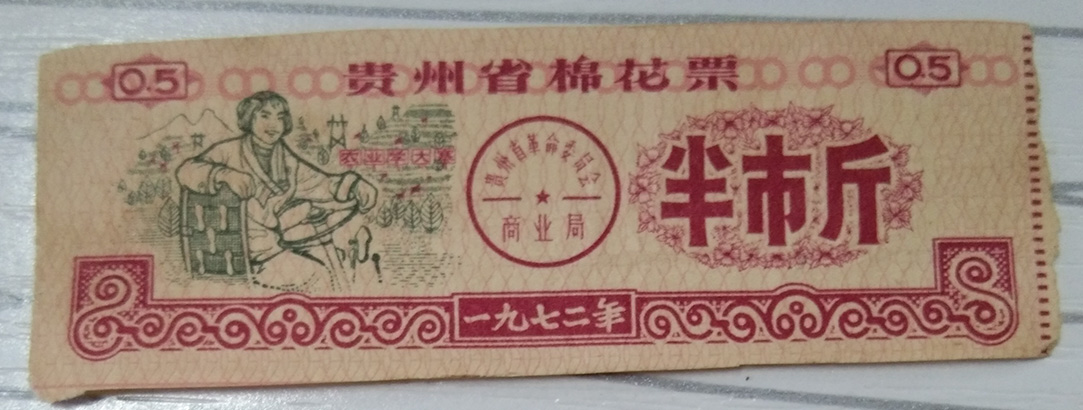 0.5
贵州省棉花票
0.5
农业学大寨
贵州省革命委员会
商业局
半市斤
一九七二年